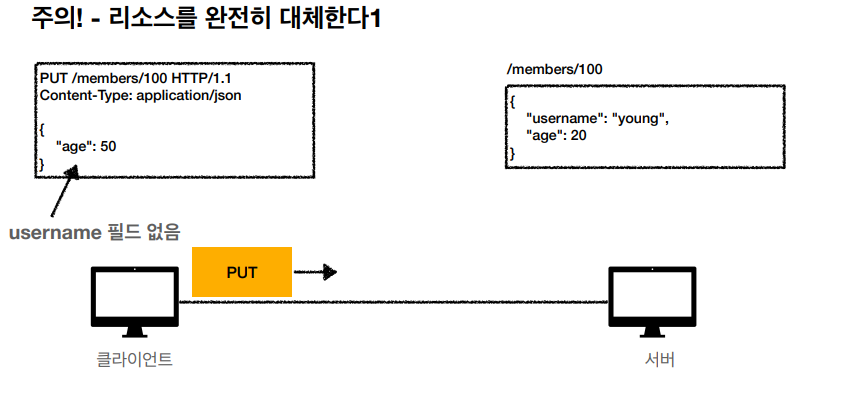 주의! - 리소스를 완전히 대체한다1
PUT /members/100 HTTP/1.1
Content-Type: application/json
{
"age": 50
}
username 필드 없음
/members/100
{
"username": "young",
"age": 20
}
PUT
클라이언트
서버